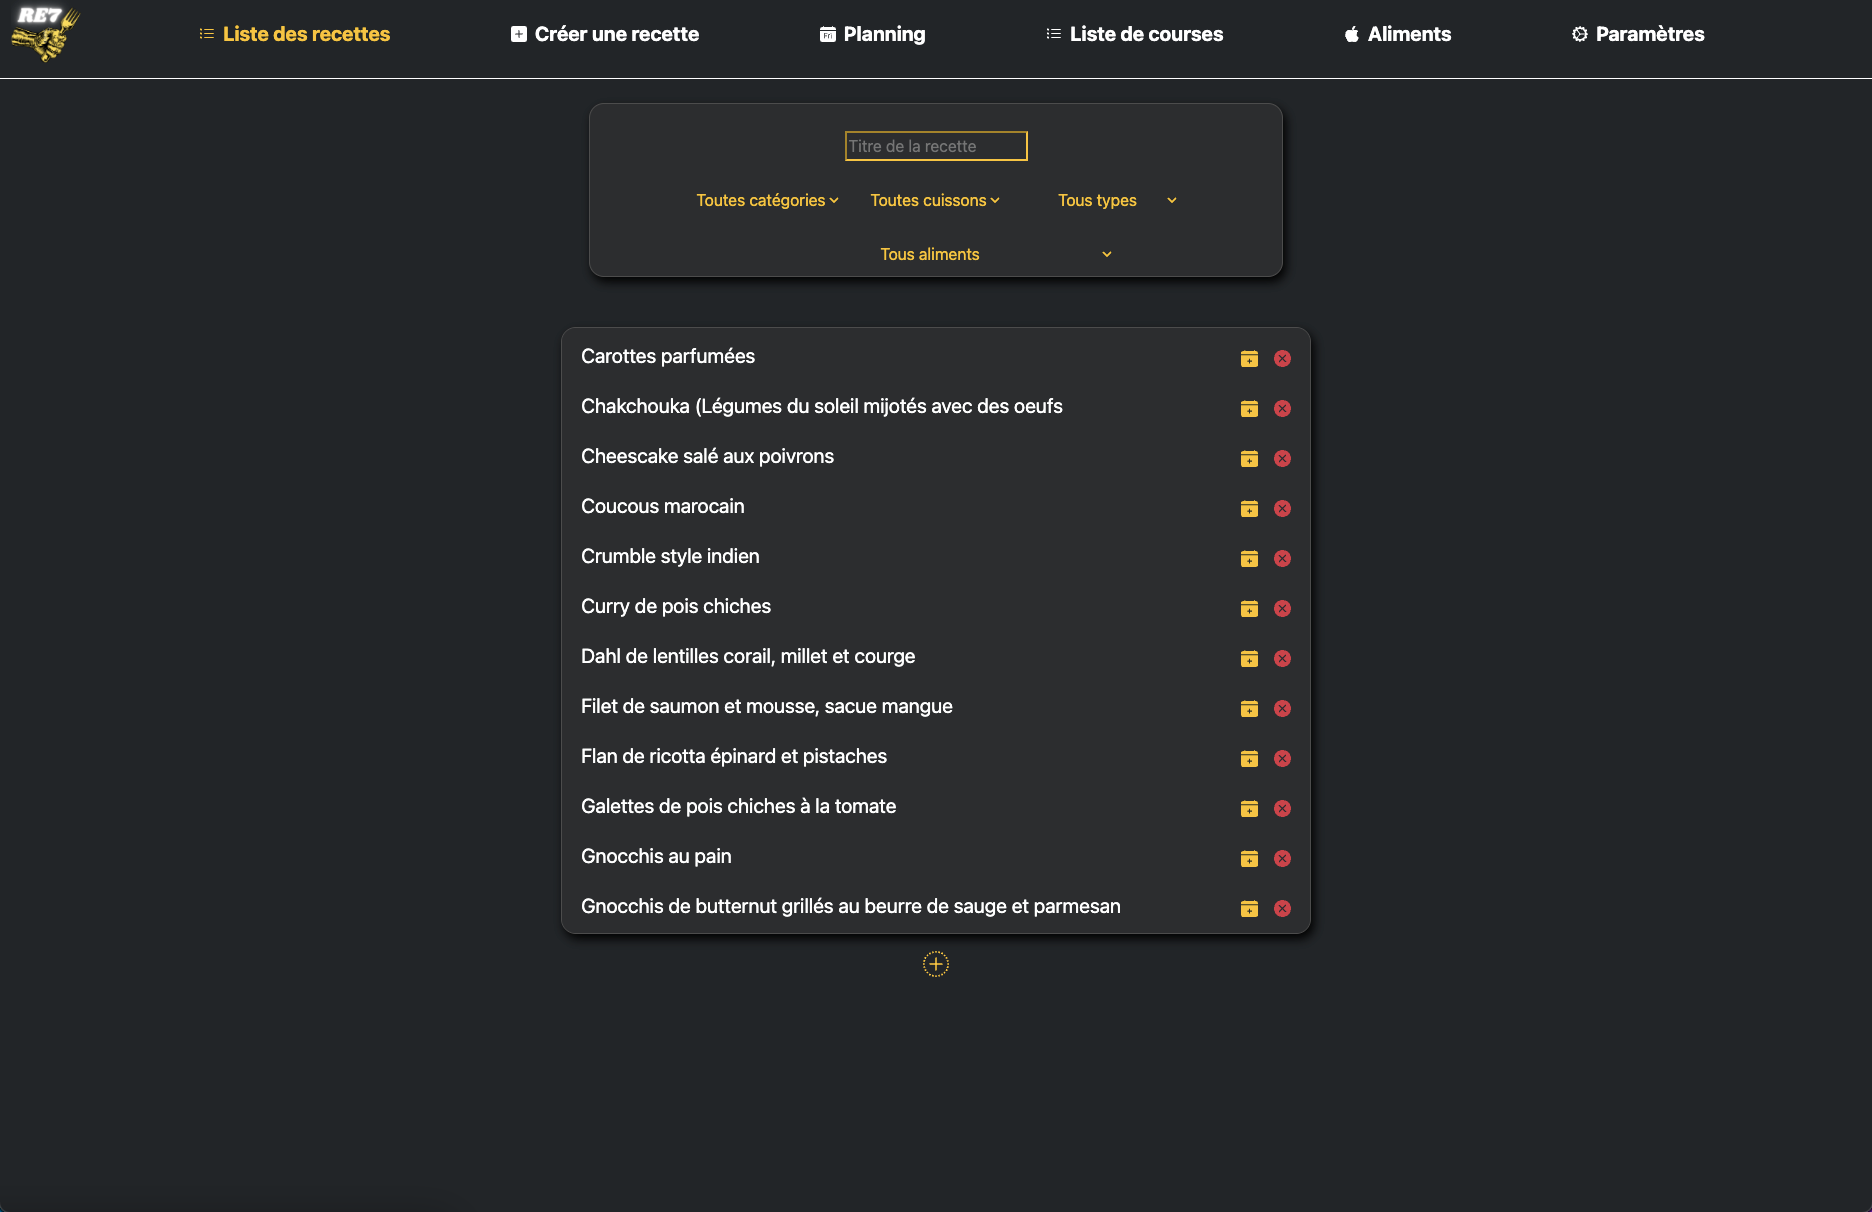 RE7
Liste des recettes
Créer une recette
Planning
Liste de courses
Aliments
Paramètres
Titre de la recette
Toutes catégories
Toutes cuissons
Tous types
Tous aliments
Carottes parfumées
Chakchouka (Légumes du soleil mijotés avec des oeufs
Cheescake salé aux poivrons
Coucous marocain
Crumble style indien
Curry de pois chiches
Dahl de lentilles corail, millet et courge
Filet de saumon et mousse, sacue mangue
Flan de ricotta épinard et pistaches
Galettes de pois chiches à la tomate
Gnocchis au pain
Gnocchis de butternut grillés au beurre de sauge et parmesan